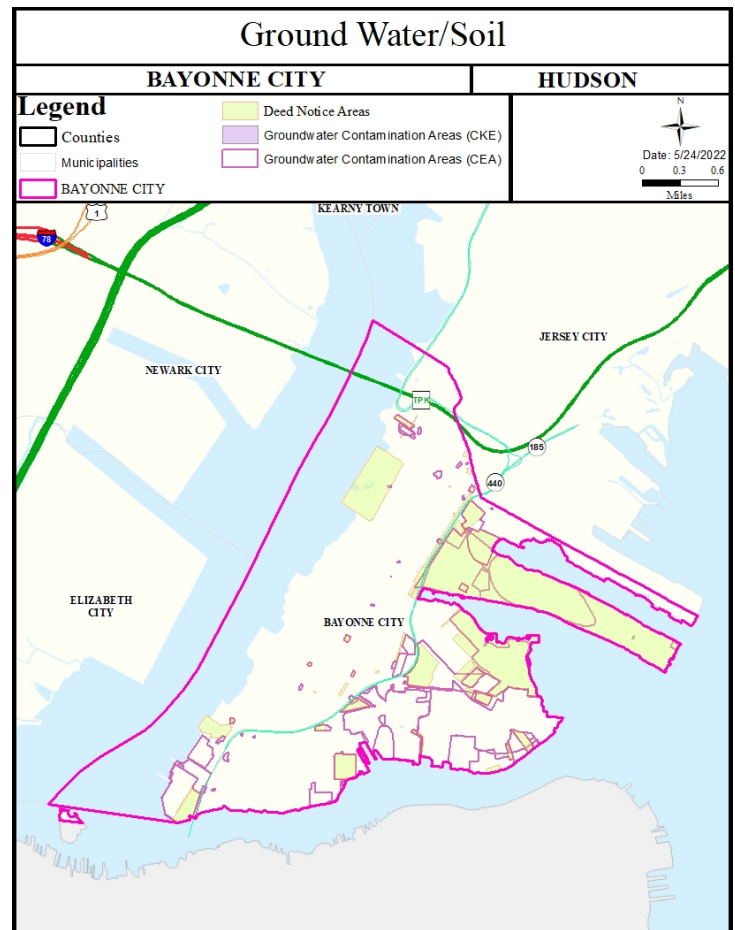 Ground Water/Soil
BAYONNE CITY
HUDSON
Legend
Counties
Municipalities
BAYONNE CITY
Deed Notice Areas
Groundwater Contamination Areas (CKE)
Groundwater Contamination Areas (CEA)
N
Date: 5/24/2022
0 0.3 0.6
Miles
KEARNY TOWN
1
78
JERSEY CITY
NEWARK CITY
TPK
185
440
ELIZABETH
CITY
BAYONNE CITY